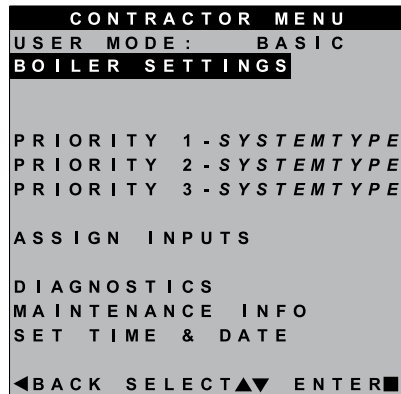 CONTRACTOR MENU
USER MODE: BASIC
BOILER SETTINGS
PRIORITY 1-SYSTEMTYPE
PRIORITY 2-SYSTEMTYPE
PRIORITY 3-SYSTEMTYPE
ASSIGN INPUTS
DIAGNOSTICS
MAINTENANCE INFO
SET TIME & DATE
◀BACK SELECT▲▼ ENTER■